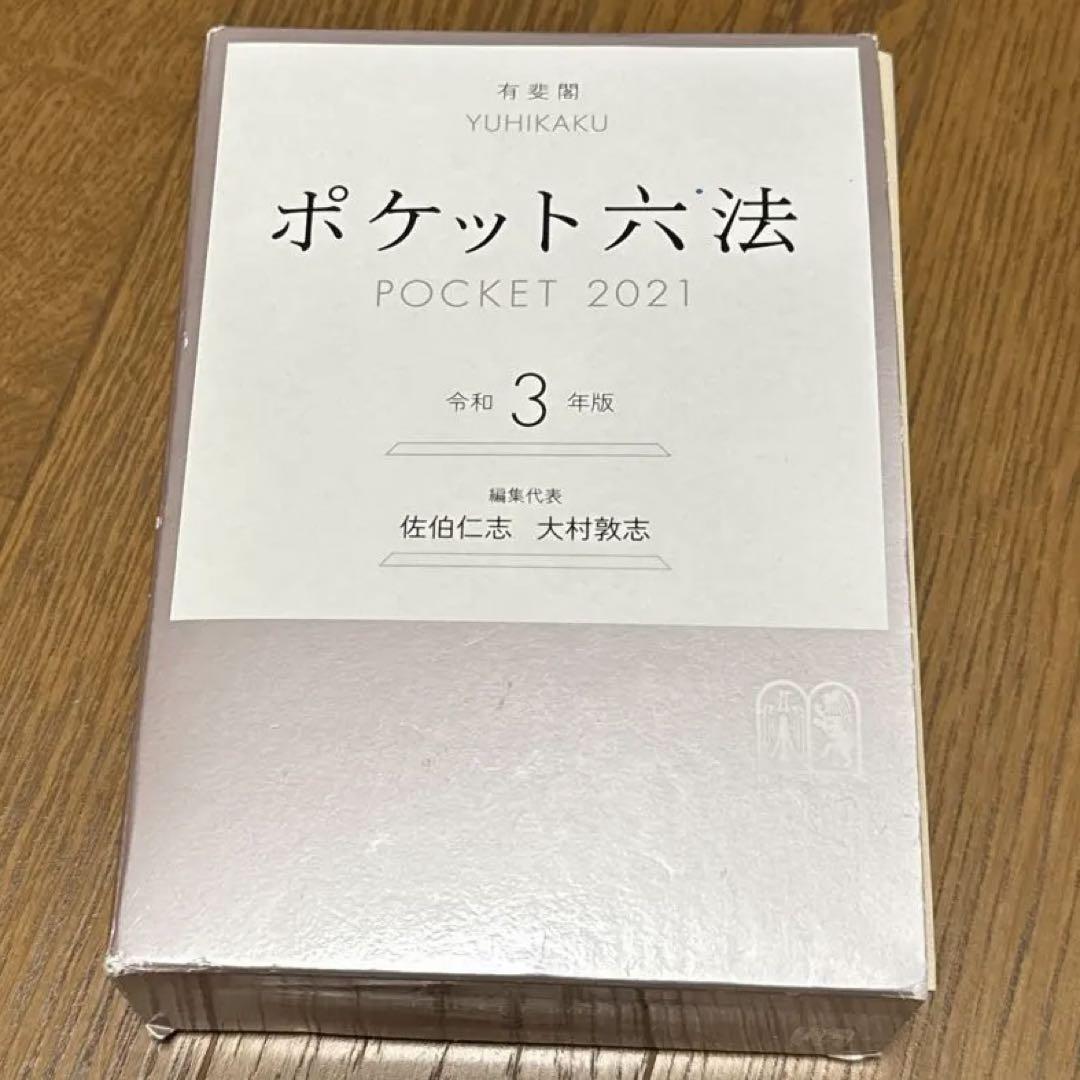 有斐閣
YUHIKAKU
ポケット六法
POCKET 2021
令和 3 年版
編集代表
佐伯仁志 大村敦志